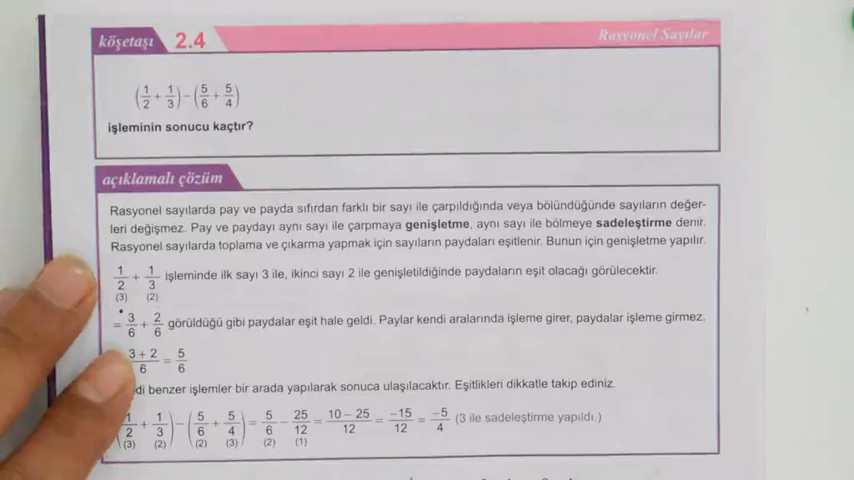 köşetaşı 2.4 Rasyonel Sayılar
(1/2 + 1/3) - (5/6 + 5/4)
işleminin sonucu kaçtır?
açıklamalı çözüm
Rasyonel sayılarda pay ve payda sıfırdan farklı bir sayı ile çarpıldığında veya bölündüğünde sayıların değer-
leri değişmez. Pay ve paydayı aynı sayı ile çarpmaya genişletme, aynı sayı ile bölmeye sadeleştirme denir.
Rasyonel sayılarda toplama ve çıkarma yapmak için sayıların paydaları eşitlenir. Bunun için genişletme yapılır.
1/2 + 1/3 işleminde ilk sayı 3 ile, ikinci sayı 2 ile genişletildiğinde paydaların eşit olacağı görülecektir.
(3) (2)
= 3/6 + 2/6 görüldüğü gibi paydalar eşit hale geldi. Paylar kendi aralarında işleme girer, paydalar işleme girmez.
3 + 2/6 = 5/6
benzer işlemler bir arada yapılarak sonuca ulaşılacaktır. Eşitlikleri dikkatle takip ediniz.
(1/2 + 1/3) - (5/6 + 5/4) = 5/6 - 25/12 = 10 - 25/12 = -15/12 = -5/4 (3 ile sadeleştirme yapıldı.)
(3) (2) (2) (3) (2) (1)